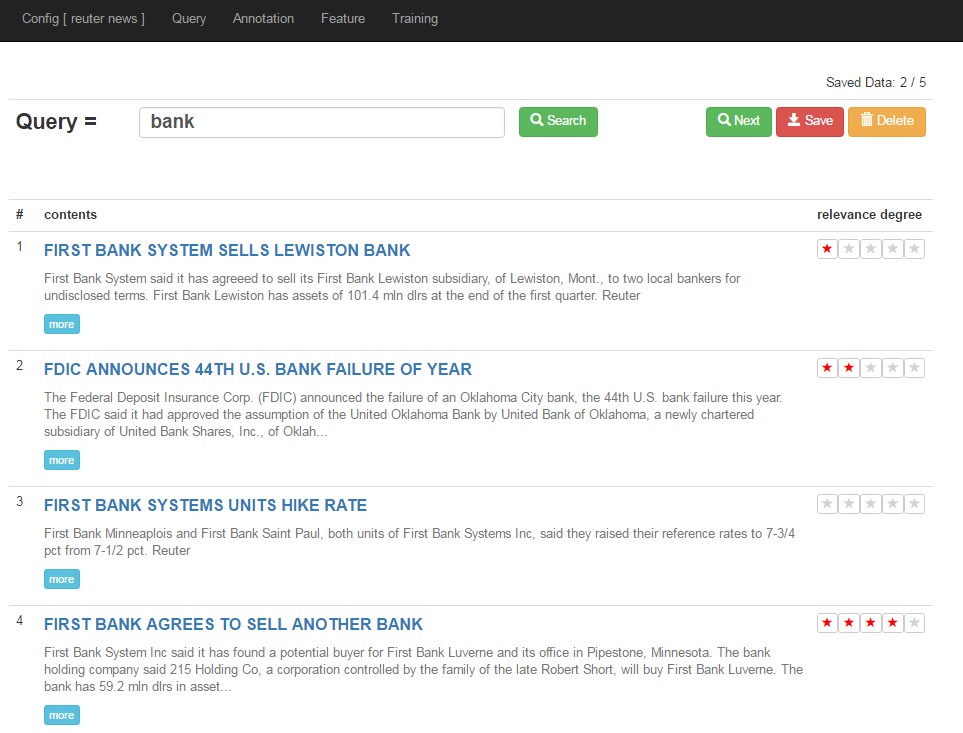 Config [ reuter news ] Query Annotation Feature Training
Saved Data: 2 / 5
Query = bank Search Next Save Delete
# contents relevance degree
1 FIRST BANK SYSTEM SELLS LEWISTON BANK
First Bank System said it has agreeed to sell its First Bank Lewiston subsidiary, of Lewiston, Mont., to two local bankers for
undisclosed terms. First Bank Lewiston has assets of 101.4 mln dlrs at the end of the first quarter. Reuter
more
2 FDIC ANNOUNCES 44TH U.S. BANK FAILURE OF YEAR
The Federal Deposit Insurance Corp. (FDIC) announced the failure of an Oklahoma City bank, the 44th U.S. bank failure this year.
The FDIC said it had approved the assumption of the United Oklahoma Bank by United Bank of Oklahoma, a newly chartered
subsidiary of United Bank Shares, Inc., of Oklah...
more
3 FIRST BANK SYSTEMS UNITS HIKE RATE
First Bank Minneaplois and First Bank Saint Paul, both units of First Bank Systems Inc, said they raised their reference rates to 7-3/4
pct from 7-1/2 pct. Reuter
more
4 FIRST BANK AGREES TO SELL ANOTHER BANK
First Bank System Inc said it has found a potential buyer for First Bank Luverne and its office in Pipestone, Minnesota. The bank
holding company said 215 Holding Co, a corporation controlled by the family of the late Robert Short, will buy First Bank Luverne. The
bank has 59.2 mln dlrs in asset...
more